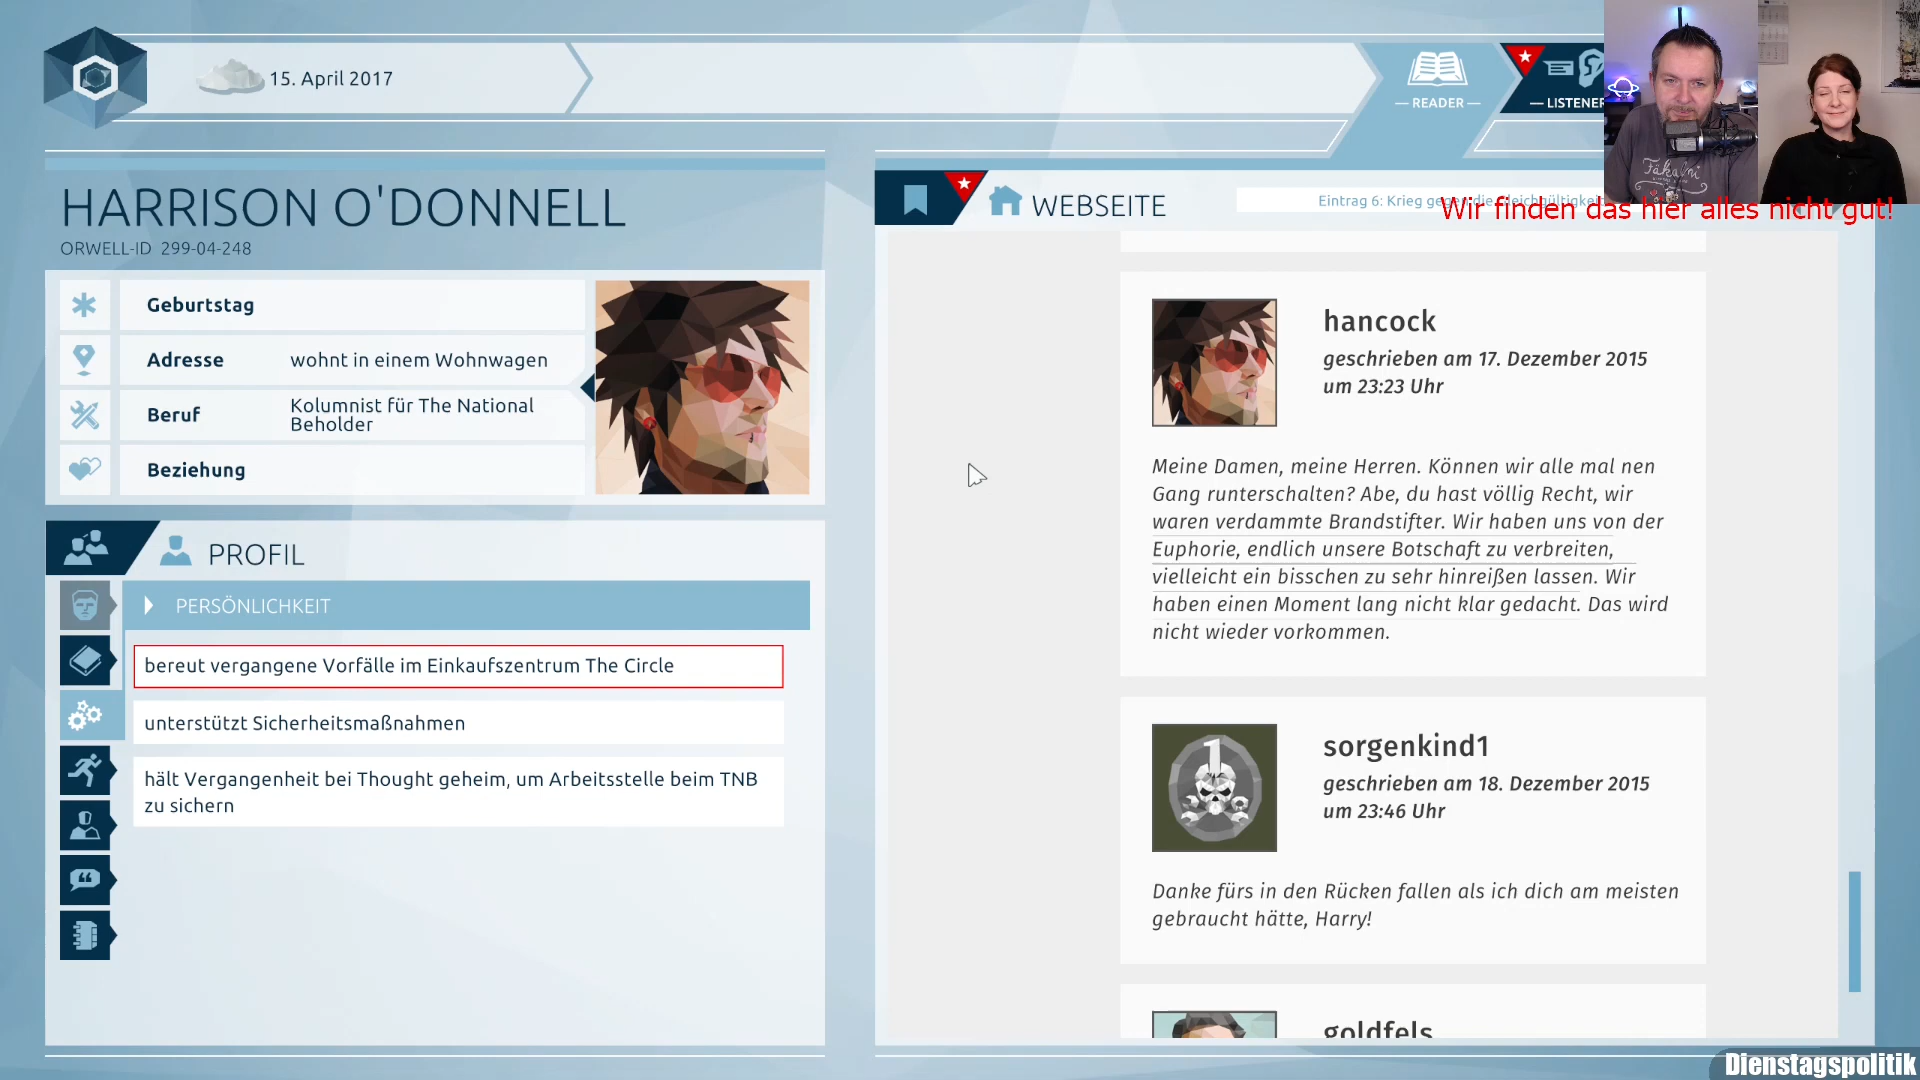 15. April 2017
READER
LISTENER
HARRISON O'DONNELL
ORWELL-ID 299-04-248
Geburtstag
Adresse wohnt in einem Wohnwagen
Beruf Kolumnist für The National
Beholder
Beziehung
PROFIL
PERSÖNLICHKEIT
bereut vergangene Vorfälle im Einkaufszentrum The Circle
unterstützt Sicherheitsmaßnahmen
hält Vergangenheit bei Thought geheim, um Arbeitsstelle beim TNB
zu sichern
WEBSEITE
Eintrag 6: Krieg gegen die Gleichgültigkeit
Wir finden das hier alles nicht gut!
hancock
geschrieben am 17. Dezember 2015
um 23:23 Uhr
Meine Damen, meine Herren. Können wir alle mal nen
Gang runterschalten? Abe, du hast völlig Recht, wir
waren verdammte Brandstifter. Wir haben uns von der
Euphorie, endlich unsere Botschaft zu verbreiten,
vielleicht ein bisschen zu sehr hinreißen lassen. Wir
haben einen Moment lang nicht klar gedacht. Das wird
nicht wieder vorkommen.
sorgenkind1
geschrieben am 18. Dezember 2015
um 23:46 Uhr
Danke fürs in den Rücken fallen als ich dich am meisten
gebraucht hätte, Harry!
goldfels
Dienstagspolitik